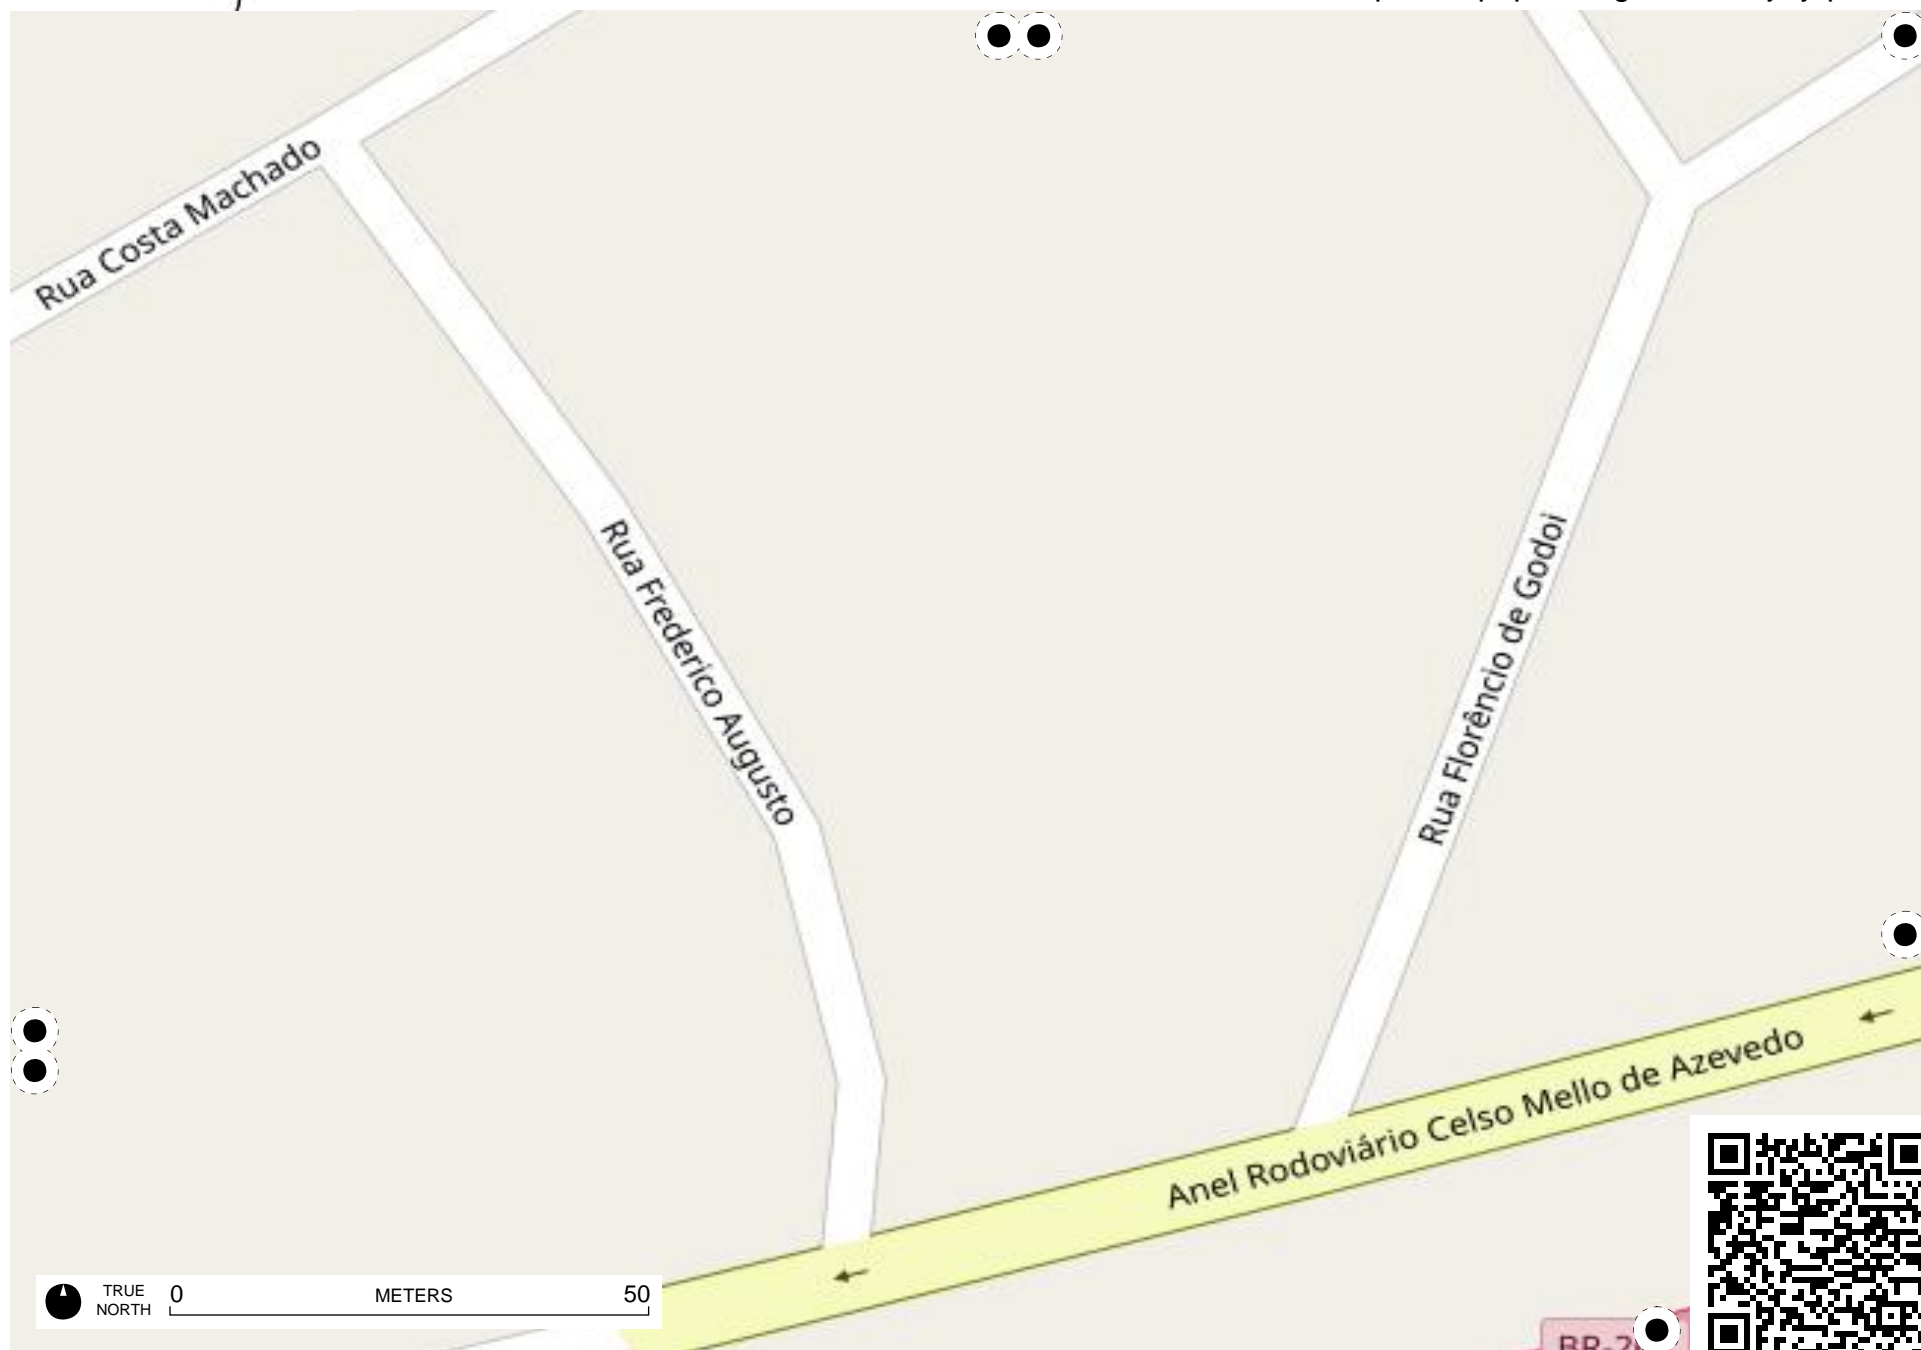 Rua Costa Machado
Rua Frederico Augusto
Rua Florêncio de Godoi
Anel Rodoviário Celso Mello de Azevedo
TRUE NORTH
0 METERS 50